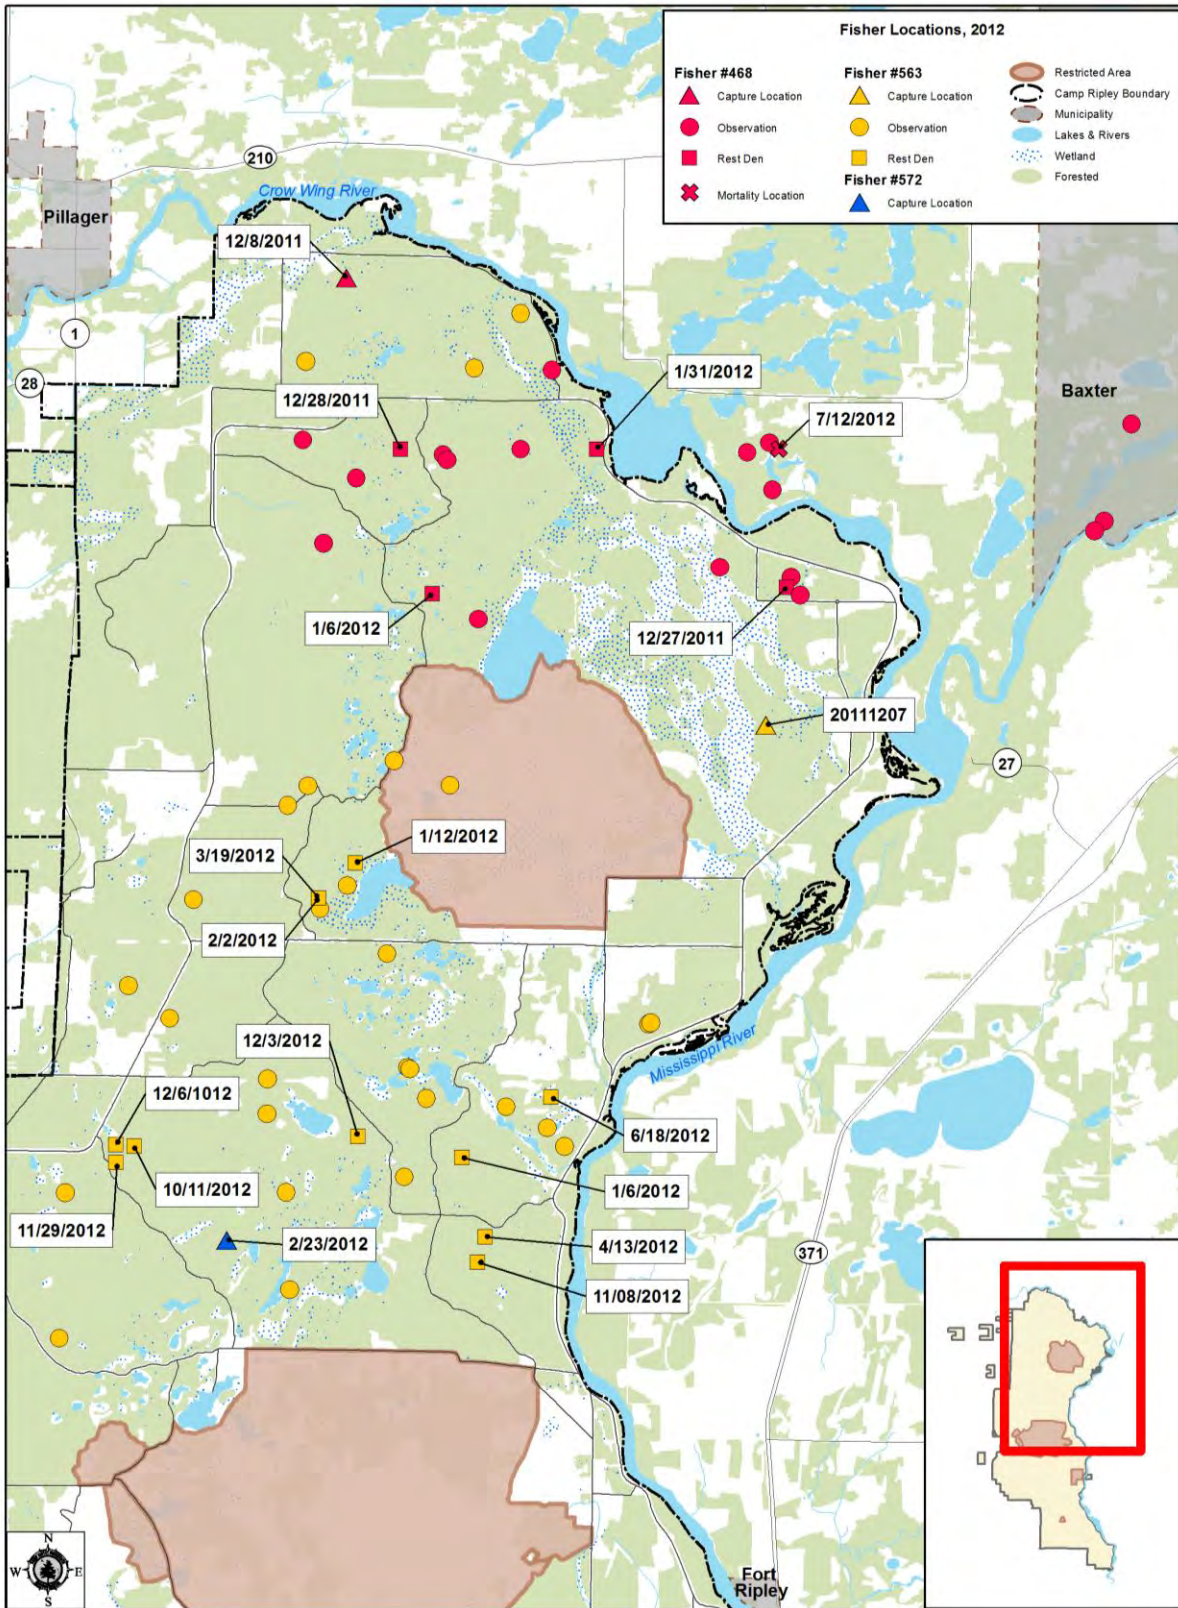 Fisher Locations, 2012
Fisher #468
Capture Location
Observation
Rest Den
Mortality Location
Fisher #563
Capture Location
Observation
Rest Den
Fisher #572
Capture Location
Restricted Area
Camp Ripley Boundary
Municipality
Lakes & Rivers
Wetland
Forested
210
Crow Wing River
Pillager
12/8/2011
1
28
1/31/2012
Baxter
12/28/2011
7/12/2012
1/6/2012
12/27/2011
20111207
27
1/12/2012
3/19/2012
2/2/2012
12/3/2012
Mississippi River
12/6/1012
6/18/2012
10/11/2012
1/6/2012
11/29/2012
2/23/2012
4/13/2012
371
11/08/2012
N
W
E
S
Fort
Ripley